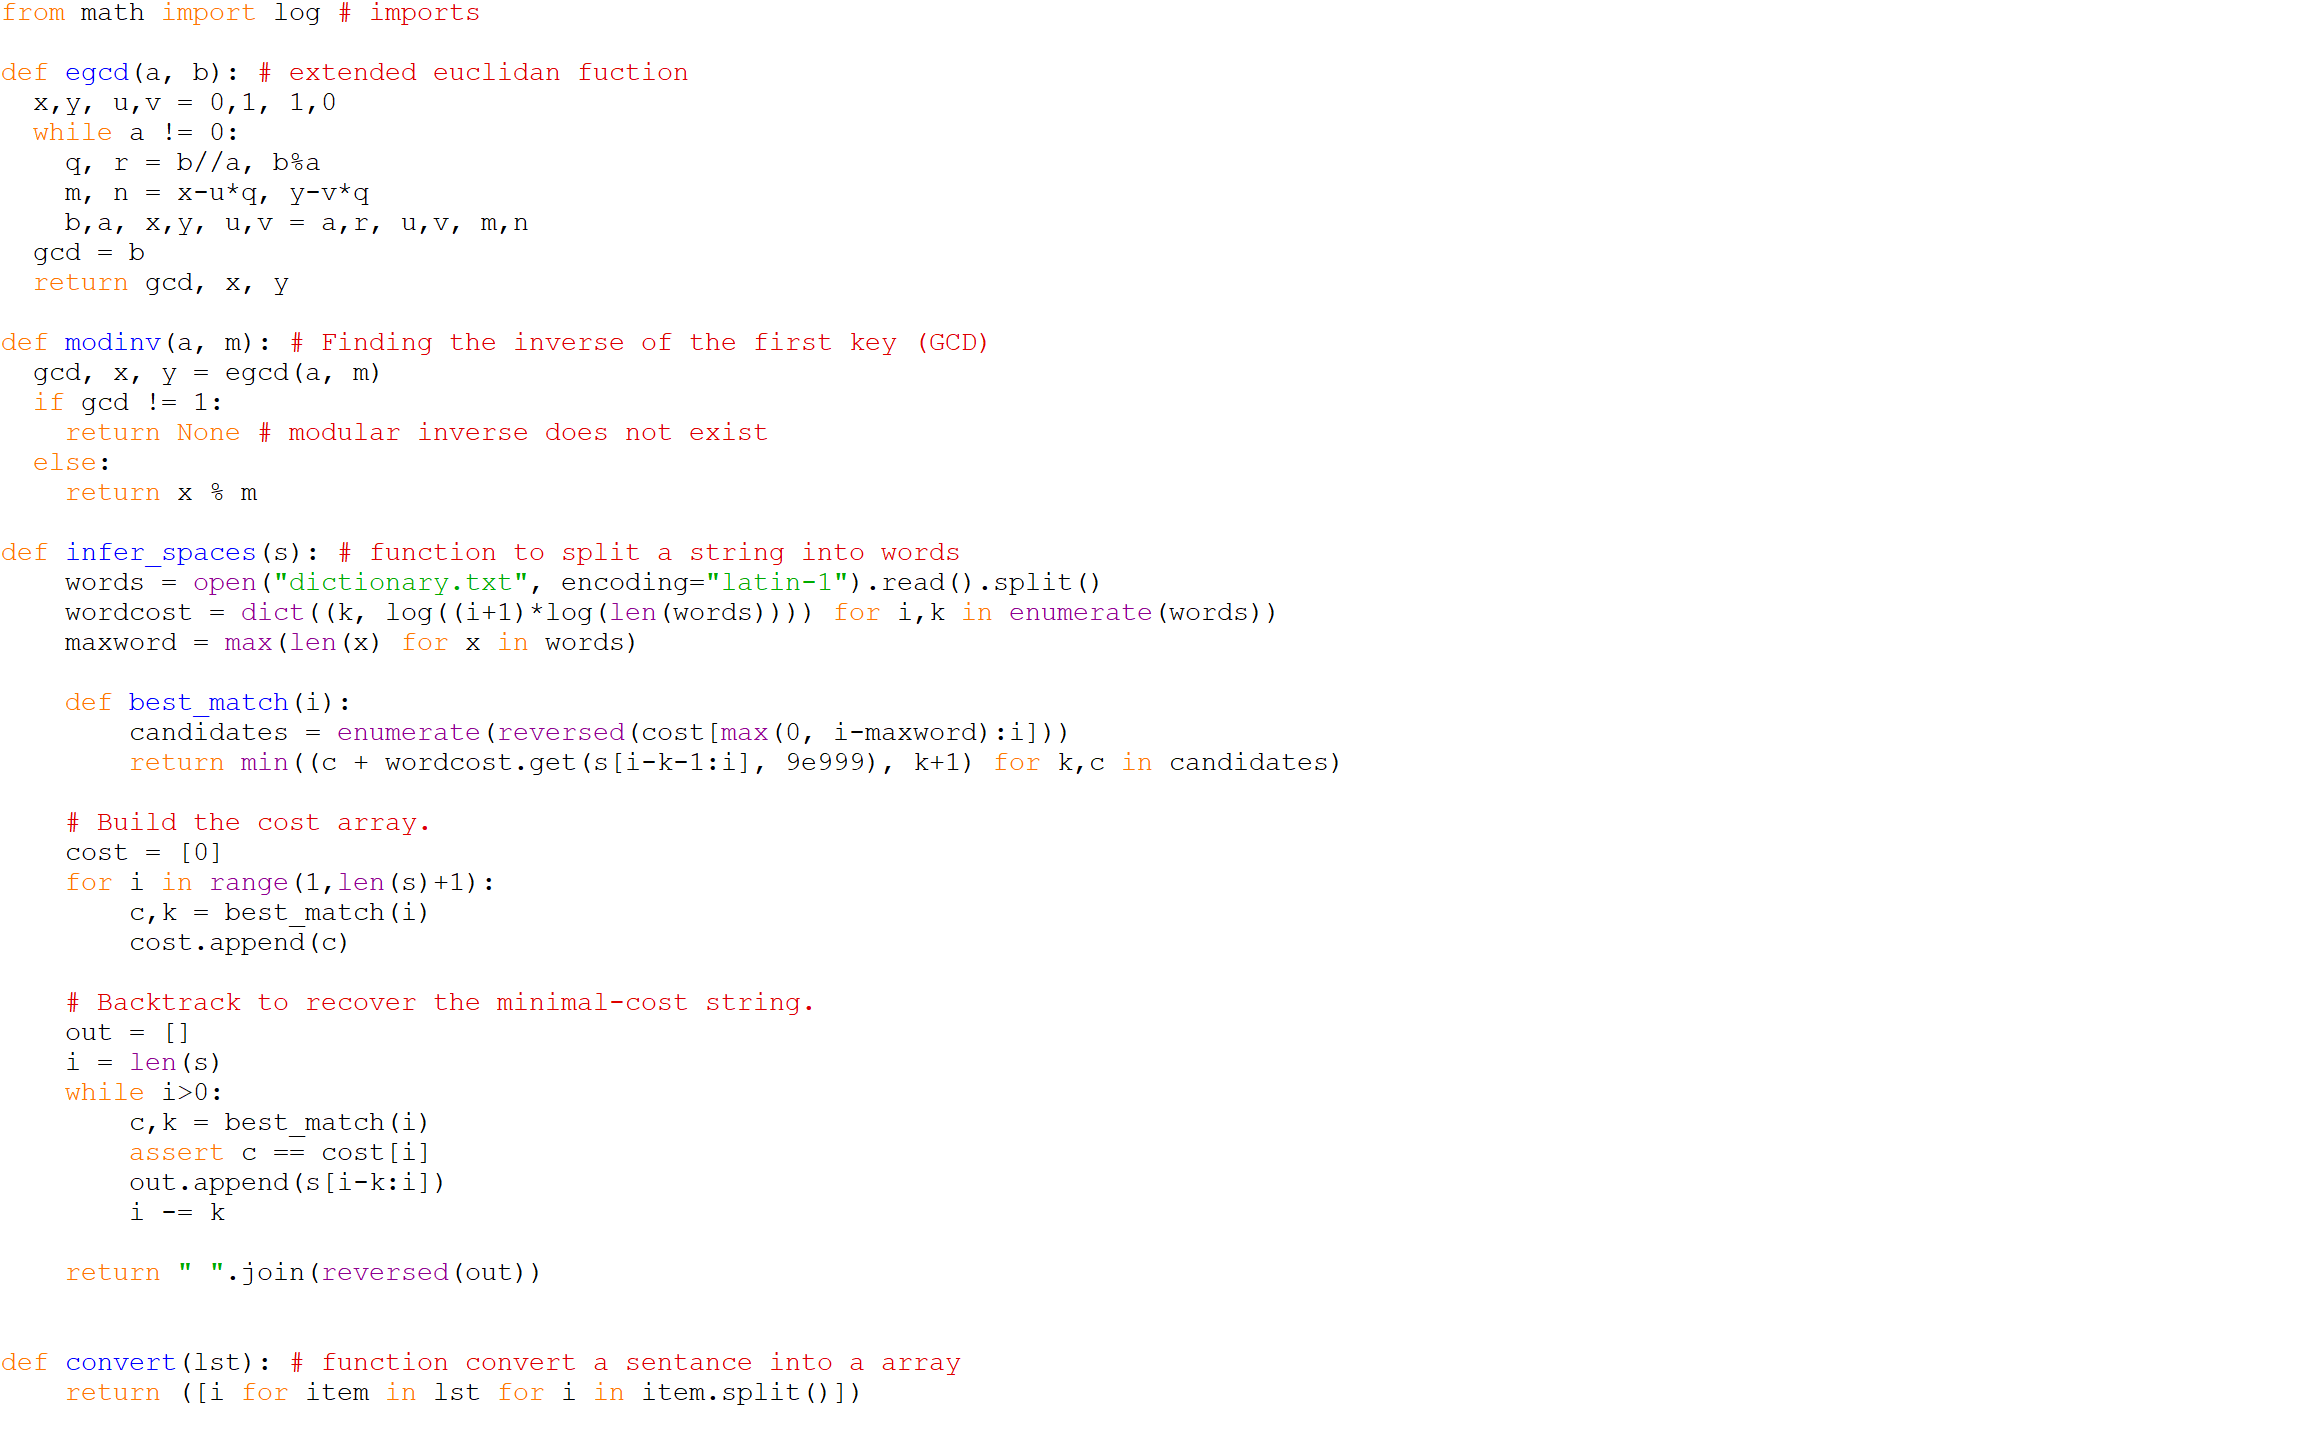 from math import log # imports

def egcd(a, b): # extended euclidan fuction
  x,y, u,v = 0,1, 1,0
  while a != 0:
    q, r = b//a, b%a
    m, n = x-u*q, y-v*q
    b,a, x,y, u,v = a,r, u,v, m,n
  gcd = b
  return gcd, x, y

def modinv(a, m): # Finding the inverse of the first key (GCD)
  gcd, x, y = egcd(a, m)
  if gcd != 1:
    return None # modular inverse does not exist
  else:
    return x % m

def infer_spaces(s): # function to split a string into words
    words = open("dictionary.txt", encoding="latin-1").read().split()
    wordcost = dict((k, log((i+1)*log(len(words)))) for i,k in enumerate(words))
    maxword = max(len(x) for x in words)

    def best_match(i):
        candidates = enumerate(reversed(cost[max(0, i-maxword):i]))
        return min((c + wordcost.get(s[i-k-1:i], 9e999), k+1) for k,c in candidates)

    # Build the cost array.
    cost = [0]
    for i in range(1,len(s)+1):
        c,k = best_match(i)
        cost.append(c)

    # Backtrack to recover the minimal-cost string.
    out = []
    i = len(s)
    while i>0:
        c,k = best_match(i)
        assert c == cost[i]
        out.append(s[i-k:i])
        i -= k

    return " ".join(reversed(out))


def convert(lst): # function convert a sentance into a array
    return ([i for item in lst for i in item.split()])